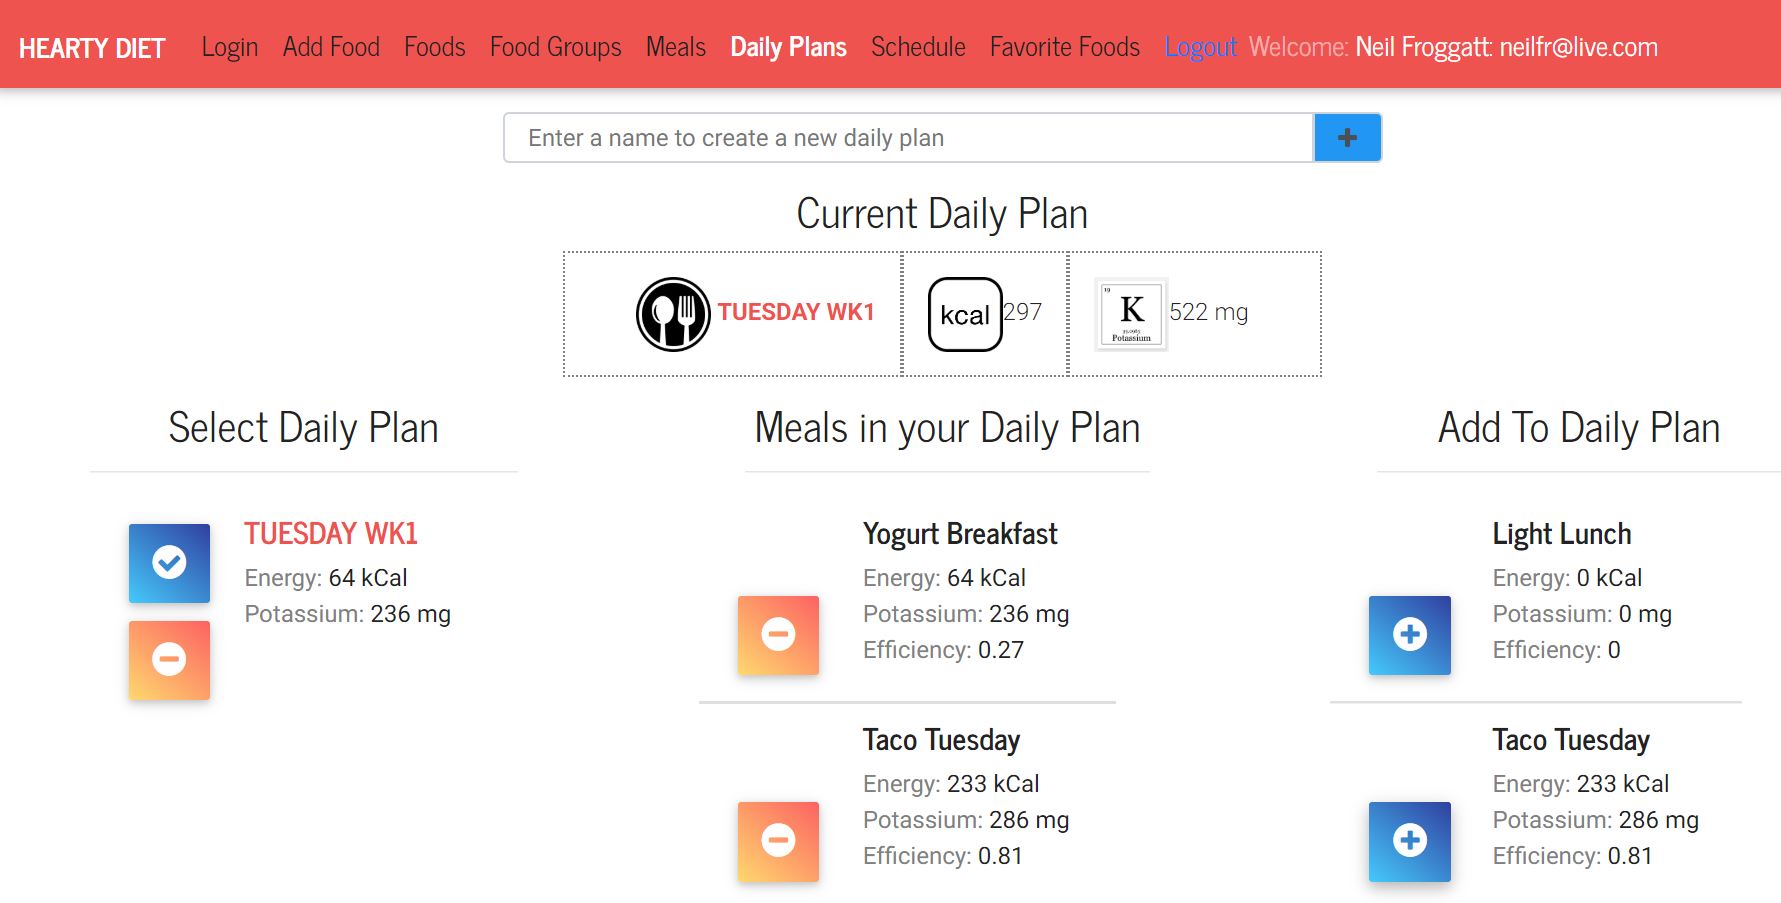 HEARTY DIET Login Add Food Foods Food Groups Meals Daily Plans Schedule Favorite Foods Logout Welcome: Neil Froggatt: neilfr@live.com
Enter a name to create a new daily plan
Current Daily Plan
TUESDAY WK1
kcal 297
19
K
39.0983
Potassium
522 mg
Select Daily Plan
TUESDAY WK1
Energy: 64 kCal
Potassium: 236 mg
Meals in your Daily Plan
Yogurt Breakfast
Energy: 64 kCal
Potassium: 236 mg
Efficiency: 0.27
Taco Tuesday
Energy: 233 kCal
Potassium: 286 mg
Efficiency: 0.81
Add To Daily Plan
Light Lunch
Energy: 0 kCal
Potassium: 0 mg
Efficiency: 0
Taco Tuesday
Energy: 233 kCal
Potassium: 286 mg
Efficiency: 0.81